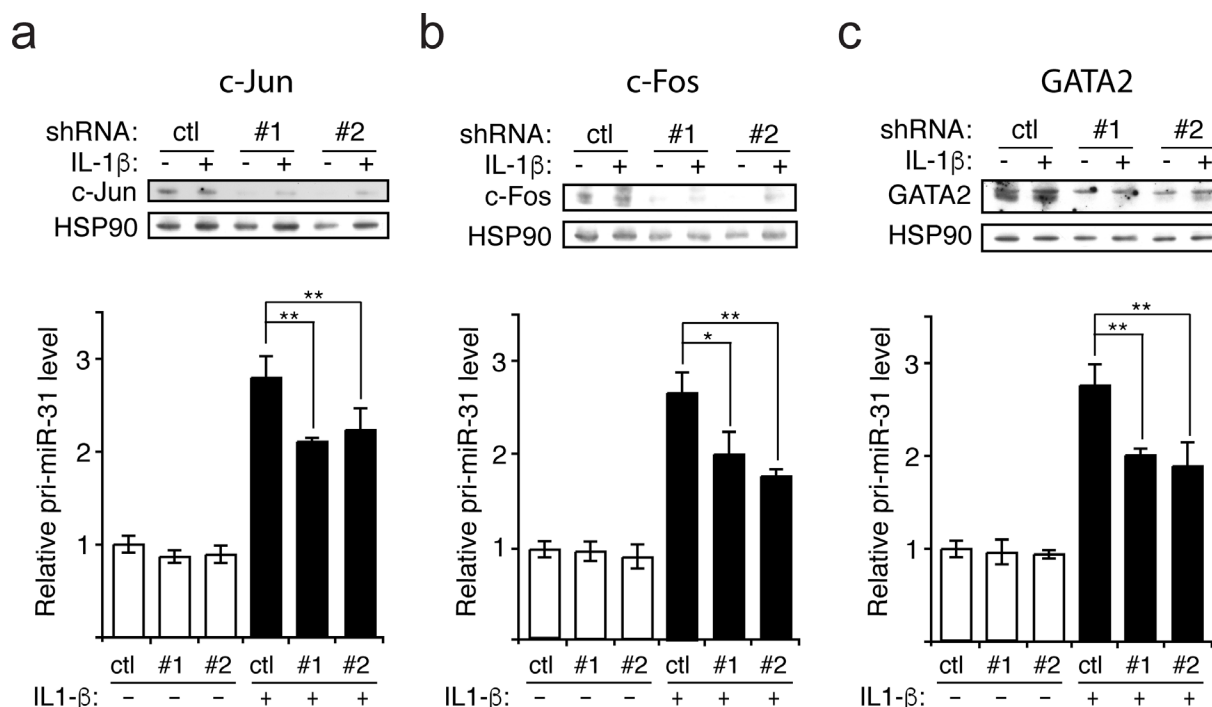 a
c-Jun
shRNA: ctl #1 #2
IL-1β: - + - + - +
c-Jun
HSP90
** 
**
Relative pri-miR-31 level
3
2
1
ctl #1 #2 ctl #1 #2
IL1-β: – – – + + +
b
c-Fos
shRNA: ctl #1 #2
IL-1β: - + - + - +
c-Fos
HSP90
**
*
Relative pri-miR-31 level
3
2
1
ctl #1 #2 ctl #1 #2
IL1-β: – – – + + +
c
GATA2
shRNA: ctl #1 #2
IL-1β: - + - + - +
GATA2
HSP90
**
**
Relative pri-miR-31 level
3
2
1
ctl #1 #2 ctl #1 #2
IL1-β: – – – + + +